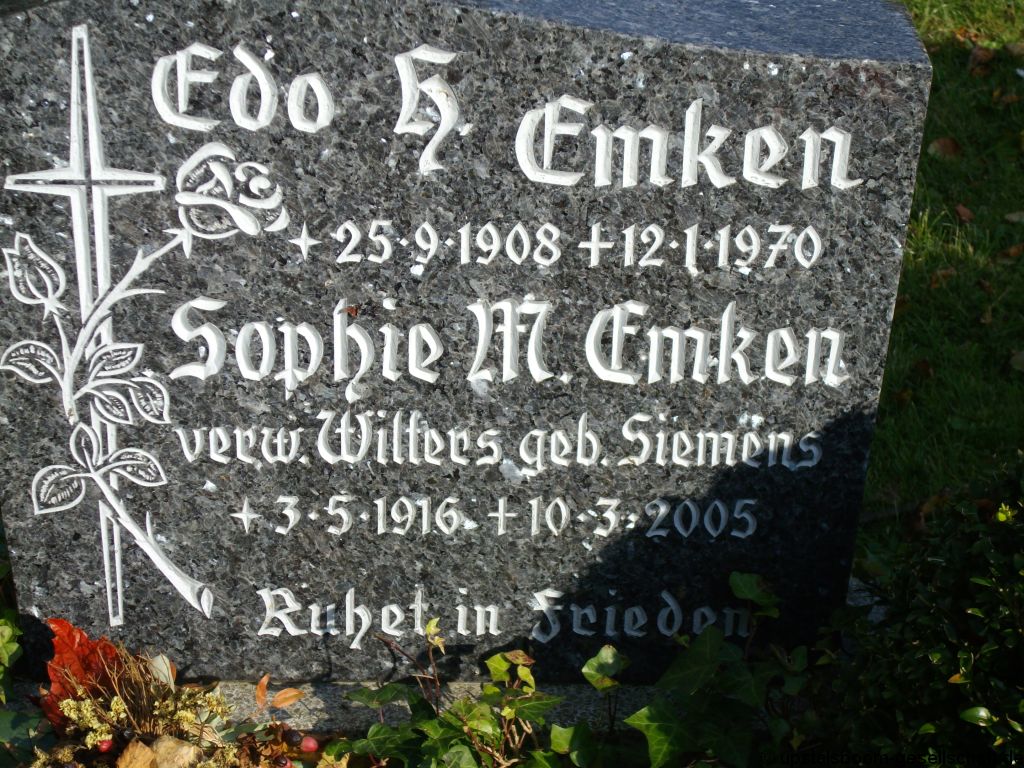 Edo H. Emken
25.9.1908 + 12.1.1970
Sophie M. Emken
verw. Wilters geb. Siemens
3.5.1916 + 10.3.2005
Ruhet in Frieden